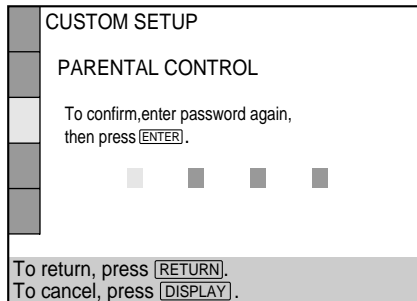 CUSTOM SETUP
PARENTAL CONTROL
To confirm,enter password again,
then press ENTER .
To return, press RETURN.
To cancel, press DISPLAY .